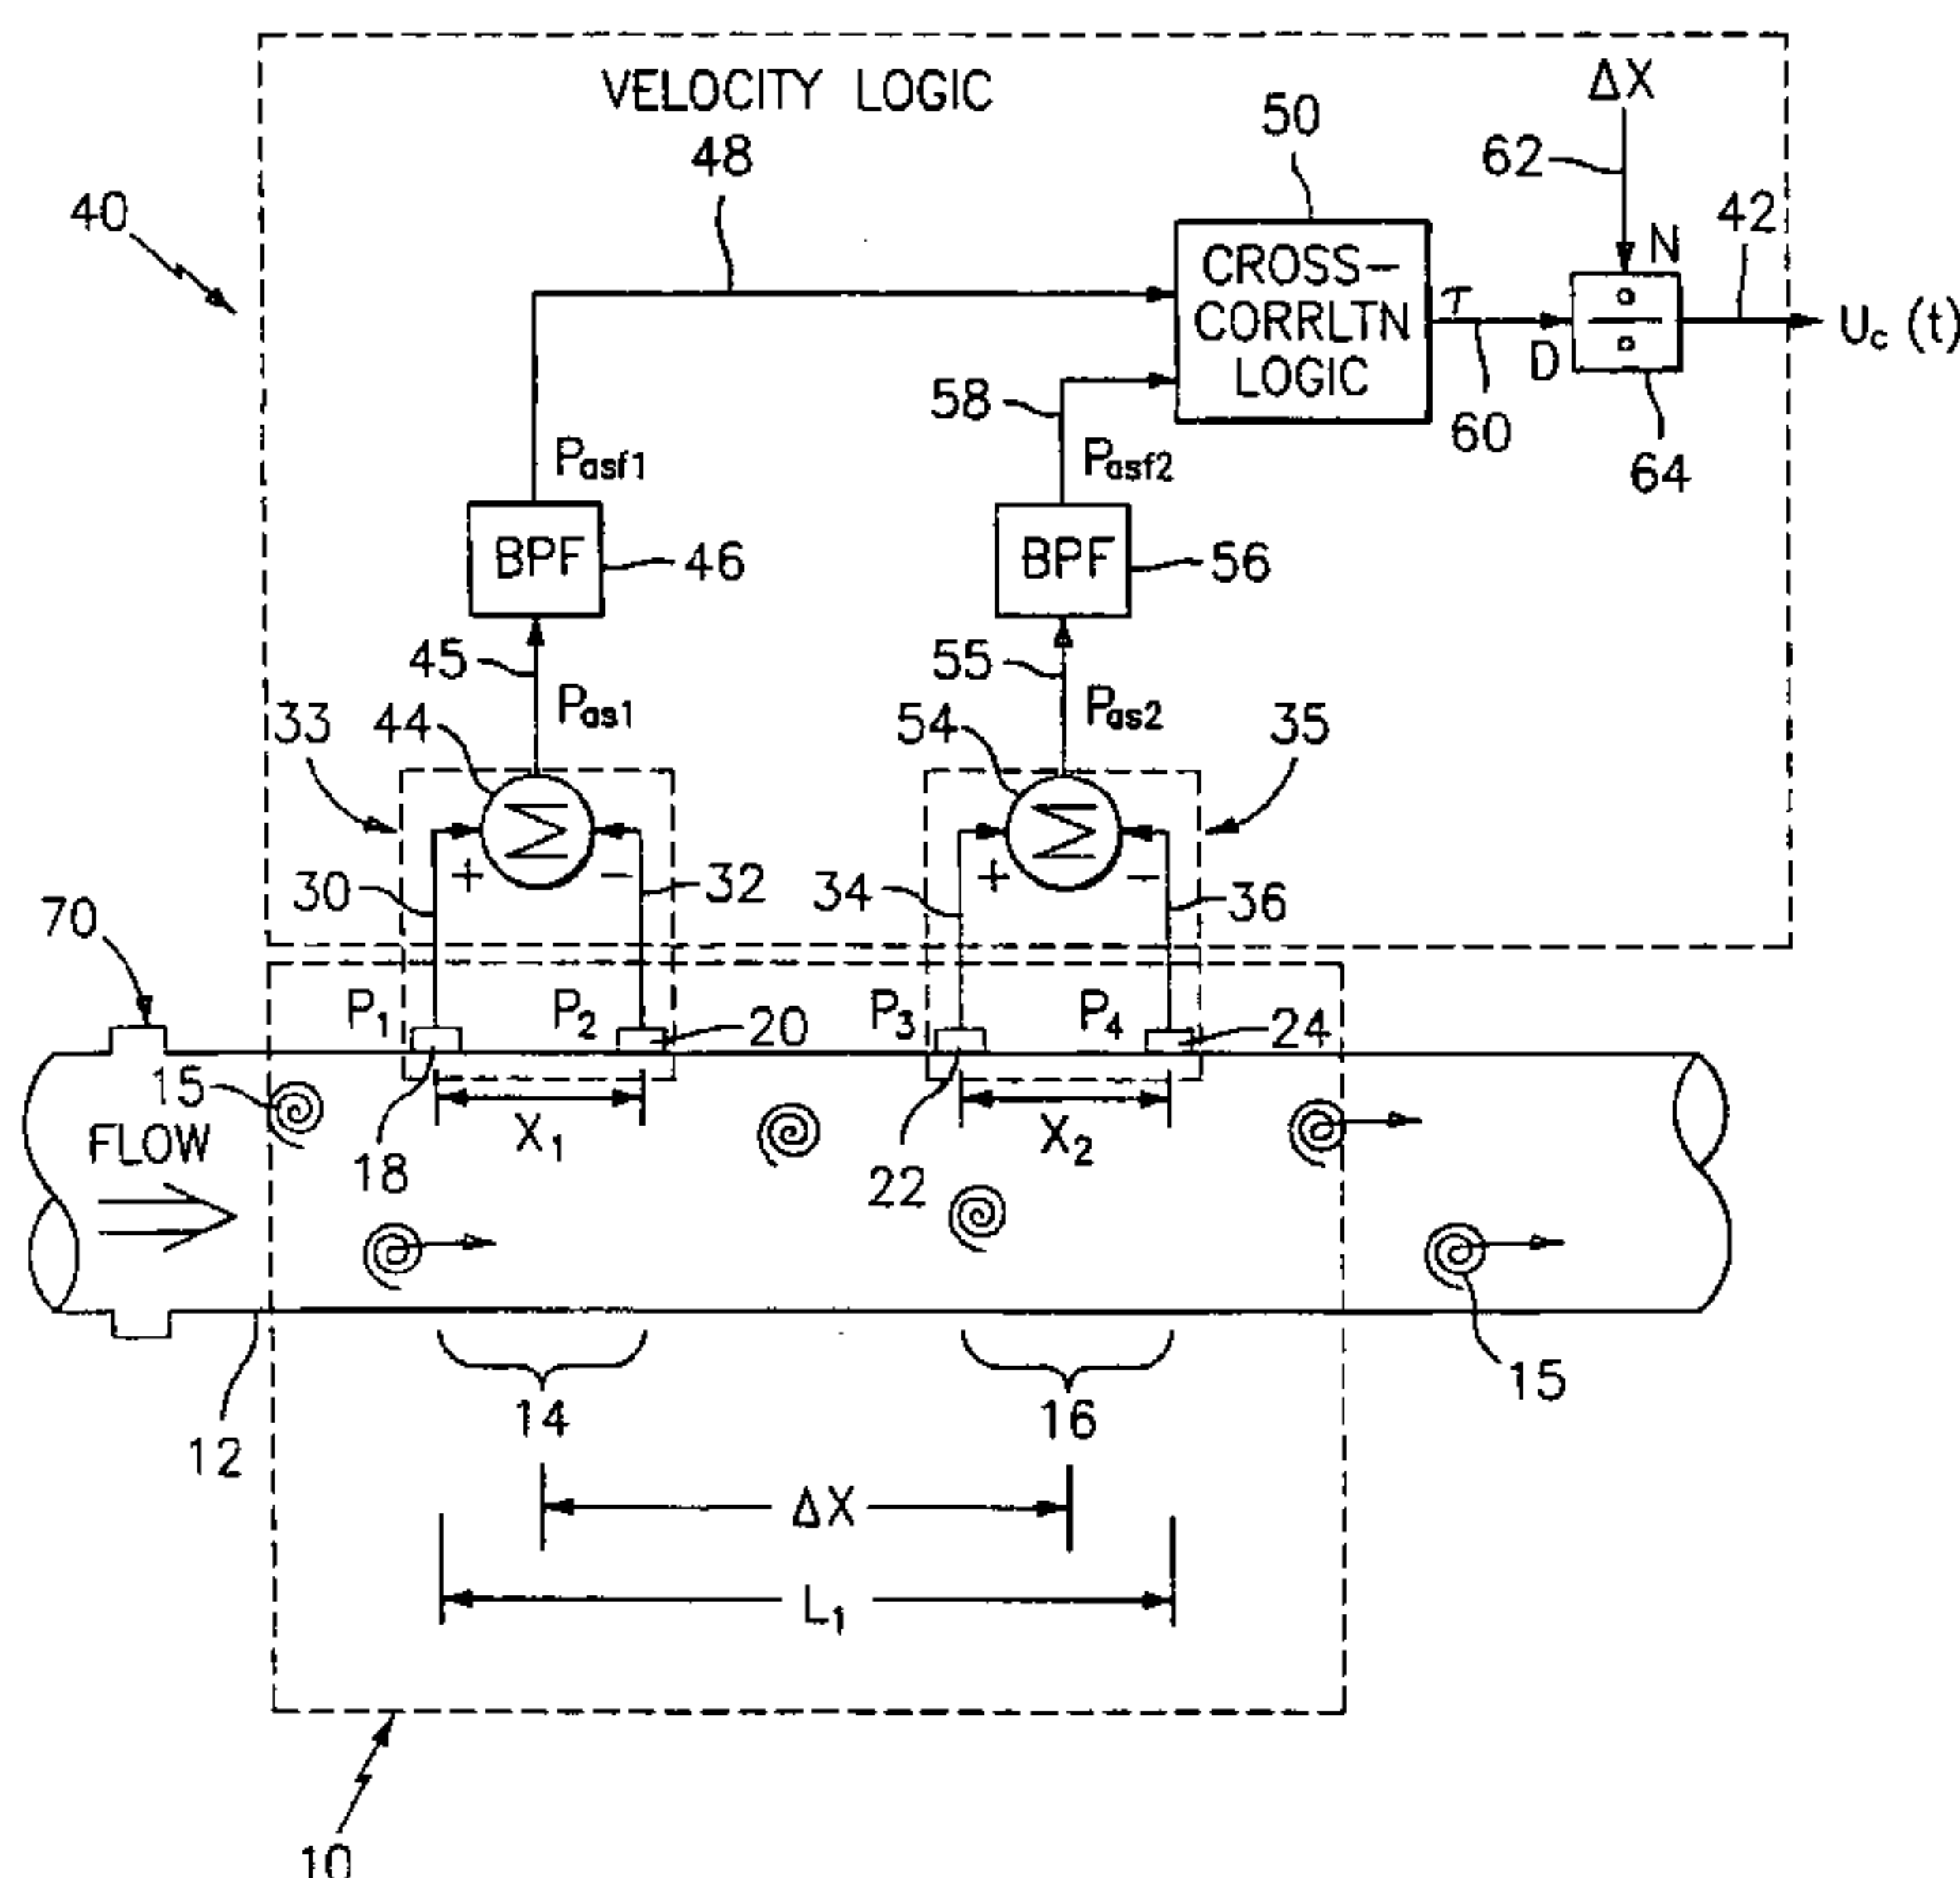 VELOCITY LOGIC
ΔX
50
48
62
40
42
N
CROSS-
CORRLTN
LOGIC
τ
D
Uc (t)
58
60
64
Pasf1
Pasf2
BPF
46
BPF
56
45
55
Pas1
Pas2
33
44
54
35
+
−
+
−
30
32
34
36
70
P1
P2
20
P3
P4
24
15
FLOW
X1
X2
18
22
15
14
16
12
ΔX
L1
10